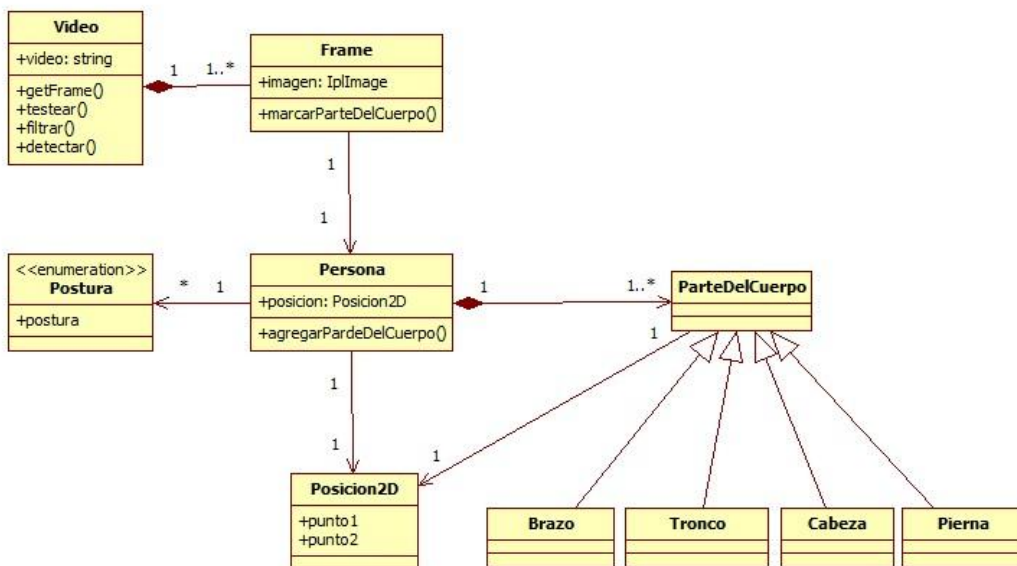 Video
+video: string
+getFrame()
+testear()
+filtrar()
+detectar()
1
1..*
Frame
+imagen: IplImage
+marcarParteDelCuerpo()
1
1
<<enumeration>>
Postura
+postura
*
1
Persona
+posicion: Posicion2D
+agregarPardeDelCuerpo()
1
1..*
ParteDelCuerpo
1
1
1
1
Posicion2D
+punto1
+punto2
Brazo
Tronco
Cabeza
Pierna